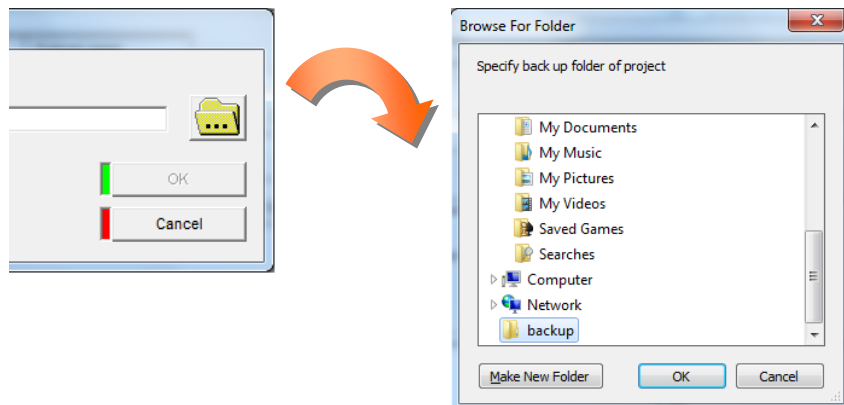 OK
Cancel
Browse For Folder
Specify back up folder of project
My Documents
My Music
My Pictures
My Videos
Saved Games
Searches
Computer
Network
backup
Make New Folder OK Cancel